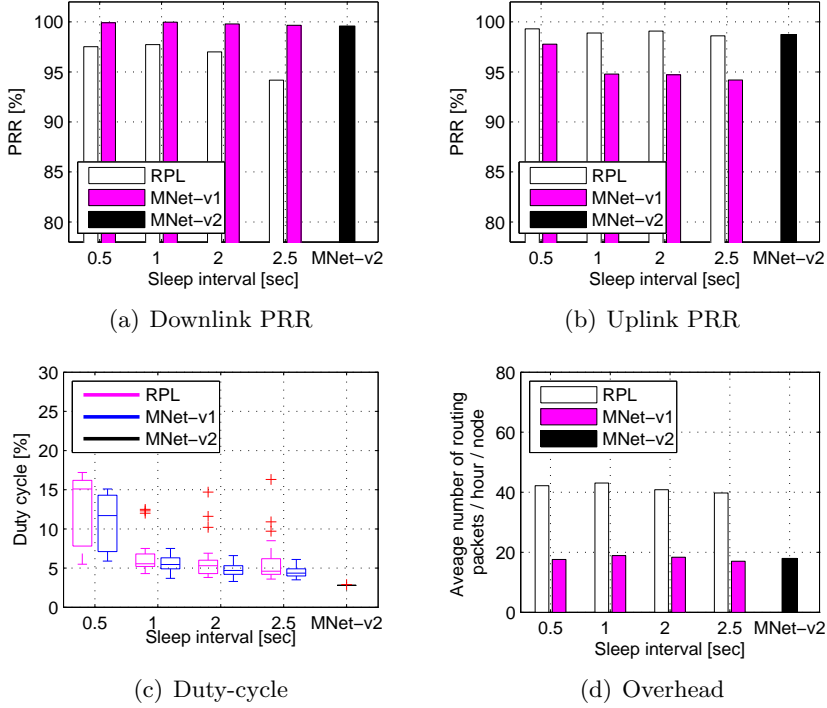 100
95
90
85
80
PRR [%]
RPL
MNet−v1
MNet−v2
0.5 1 2 2.5 MNet−v2
Sleep interval [sec]
(a) Downlink PRR
100
95
90
85
80
PRR [%]
RPL
MNet−v1
MNet−v2
0.5 1 2 2.5 MNet−v2
Sleep interval [sec]
(b) Uplink PRR
30
25
20
15
10
5
0
Duty cycle [%]
RPL
MNet−v1
MNet−v2
0.5 1 2 2.5 MNet−v2
Sleep interval [sec]
(c) Duty-cycle
80
60
40
20
0
Aveage number of routing
packets / hour / node
RPL
MNet−v1
MNet−v2
0.5 1 2 2.5 MNet−v2
Sleep interval [sec]
(d) Overhead